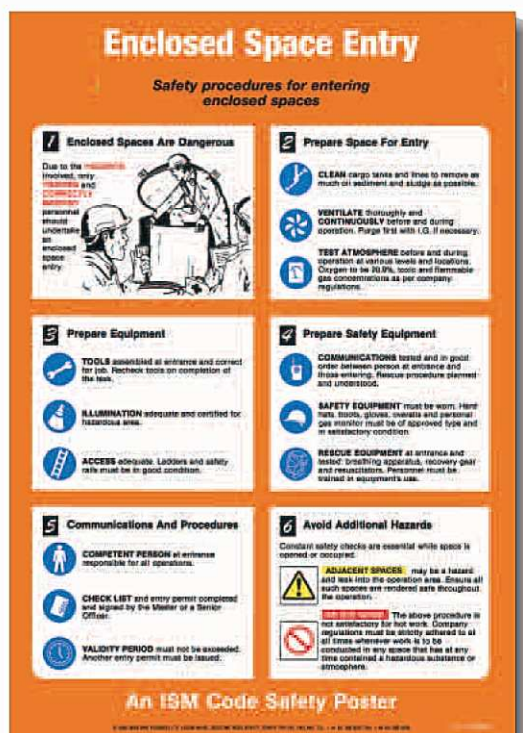 Enclosed Space Entry
Safety procedures for entering
enclosed spaces
1 Enclosed Spaces Are Dangerous
Due to the
involved, only
and
personnel
should
undertake
an
enclosed
space
entry.
2 Prepare Space For Entry
CLEAN cargo tanks and lines to remove as
much on sediment and sludge as possible.
VENTILATE thoroughly and
CONTINUOUSLY before and during
operation. Purge first with I.G. if necessary.
TEST ATMOSPHERE before and during
operation at various levels and locations.
Oxygen to be 20.9%, toxic and flammable
gas concentrations as per company
regulations.
3 Prepare Equipment
TOOLS assembled at entrance and correct
for job. Recheck tools on completion of
the task.
ILLUMINATION adequate and certified for
hazardous area.
ACCESS adequate. Ladders and safety
rails must be in good condition.
4 Prepare Safety Equipment
COMMUNICATIONS tested and in good
order between person at entrance and
those entering. Rescue procedure planned
and understood.
SAFETY EQUIPMENT must be worn. Hard
hats, boots, gloves, overalls and personal
gas monitor must be of approved type and
in satisfactory condition.
RESCUE EQUIPMENT at entrance and
tested: breathing apparatus, recovery gear
and resuscitators. Personnel must be
trained in equipment's use.
5 Communications And Procedures
COMPETENT PERSON at entrance
responsible for all operations.
CHECK LIST and entry permit completed
and signed by the Master or a Senior
Officer.
VALIDITY PERIOD must not be exceeded.
Another entry permit must be issued.
6 Avoid Additional Hazards
Constant safety checks are essential while space is
opened or occupied.
ADJACENT SPACES may be a hazard
and leak into the operation area. Ensure all
such spaces are rendered safe throughout
the operation.
The above procedure is
not satisfactory for hot work. Company
regulations must be strictly adhered to at
all times wherever work is to be
conducted in any space that has at any
time contained a hazardous substance or
atmosphere.
An ISM Code Safety Poster